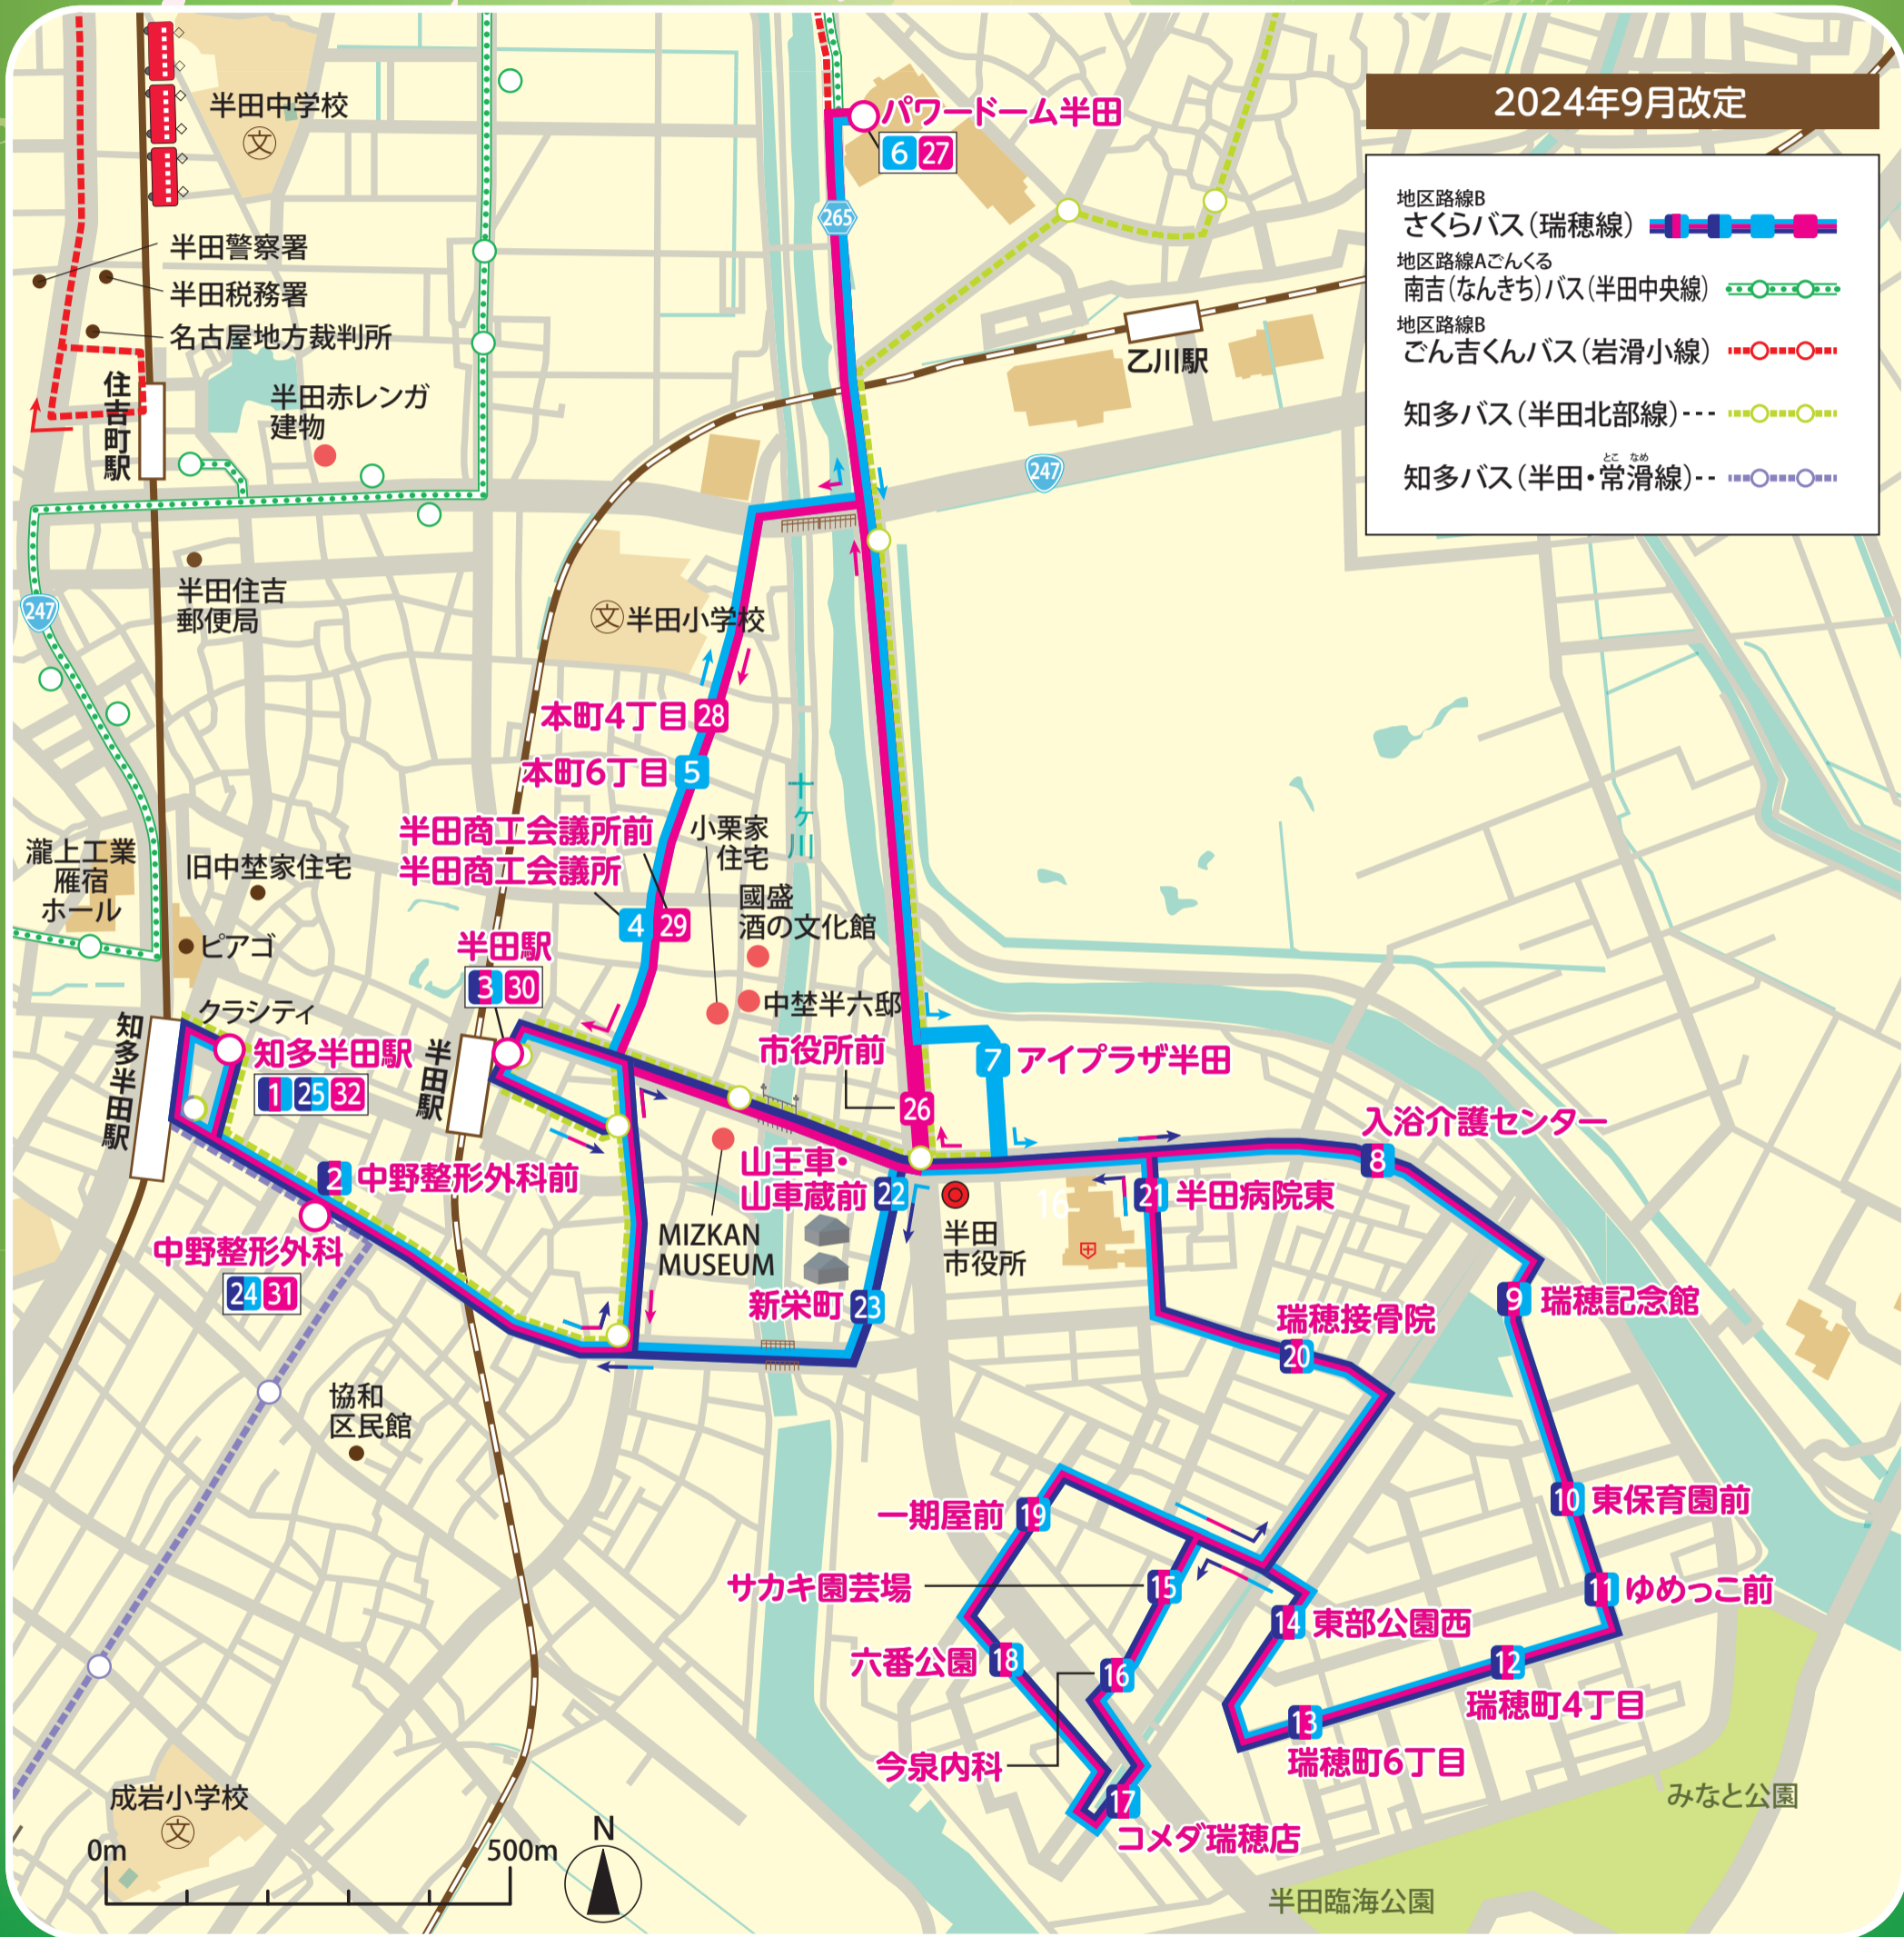 2024年9月改定
地区路線B
さくらバス（瑞穂線）
地区路線Aごんくる
南吉（なんきち）バス（半田中央線）
地区路線B
ごん吉くんバス（岩滑小線）
知多バス（半田北部線）
とこ なめ
知多バス（半田・常滑線）
半田中学校
文
パワードーム半田
6 27
265
半田警察署
半田税務署
名古屋地方裁判所
住吉町駅
半田赤レンガ
建物
乙川駅
247
半田住吉
郵便局
247
文 半田小学校
本町4丁目 28
本町6丁目 5
十ヶ川
半田商工会議所前
半田商工会議所
4 29
小栗家
住宅
國盛
酒の文化館
瀧上工業
雁宿
ホール
旧中埜家住宅
ピアゴ
半田駅
3 30
中埜半六邸
クラシティ
知多半田駅
知多半田駅
1 25 32
半田駅
市役所前
26
7 アイプラザ半田
入浴介護センター
8
2 中野整形外科前
中野整形外科
24 31
山王車・
山車蔵前 22
MIZKAN
MUSEUM
半田
市役所
16
21 半田病院東
新栄町 23
瑞穂接骨院
20
9 瑞穂記念館
協和
区民館
一期屋前 19
10 東保育園前
サカキ園芸場 15
11 ゆめっこ前
14 東部公園西
六番公園 18
16
12
瑞穂町4丁目
13
瑞穂町6丁目
今泉内科
17
コメダ瑞穂店
みなと公園
半田臨海公園
成岩小学校
文
0m 500m
N